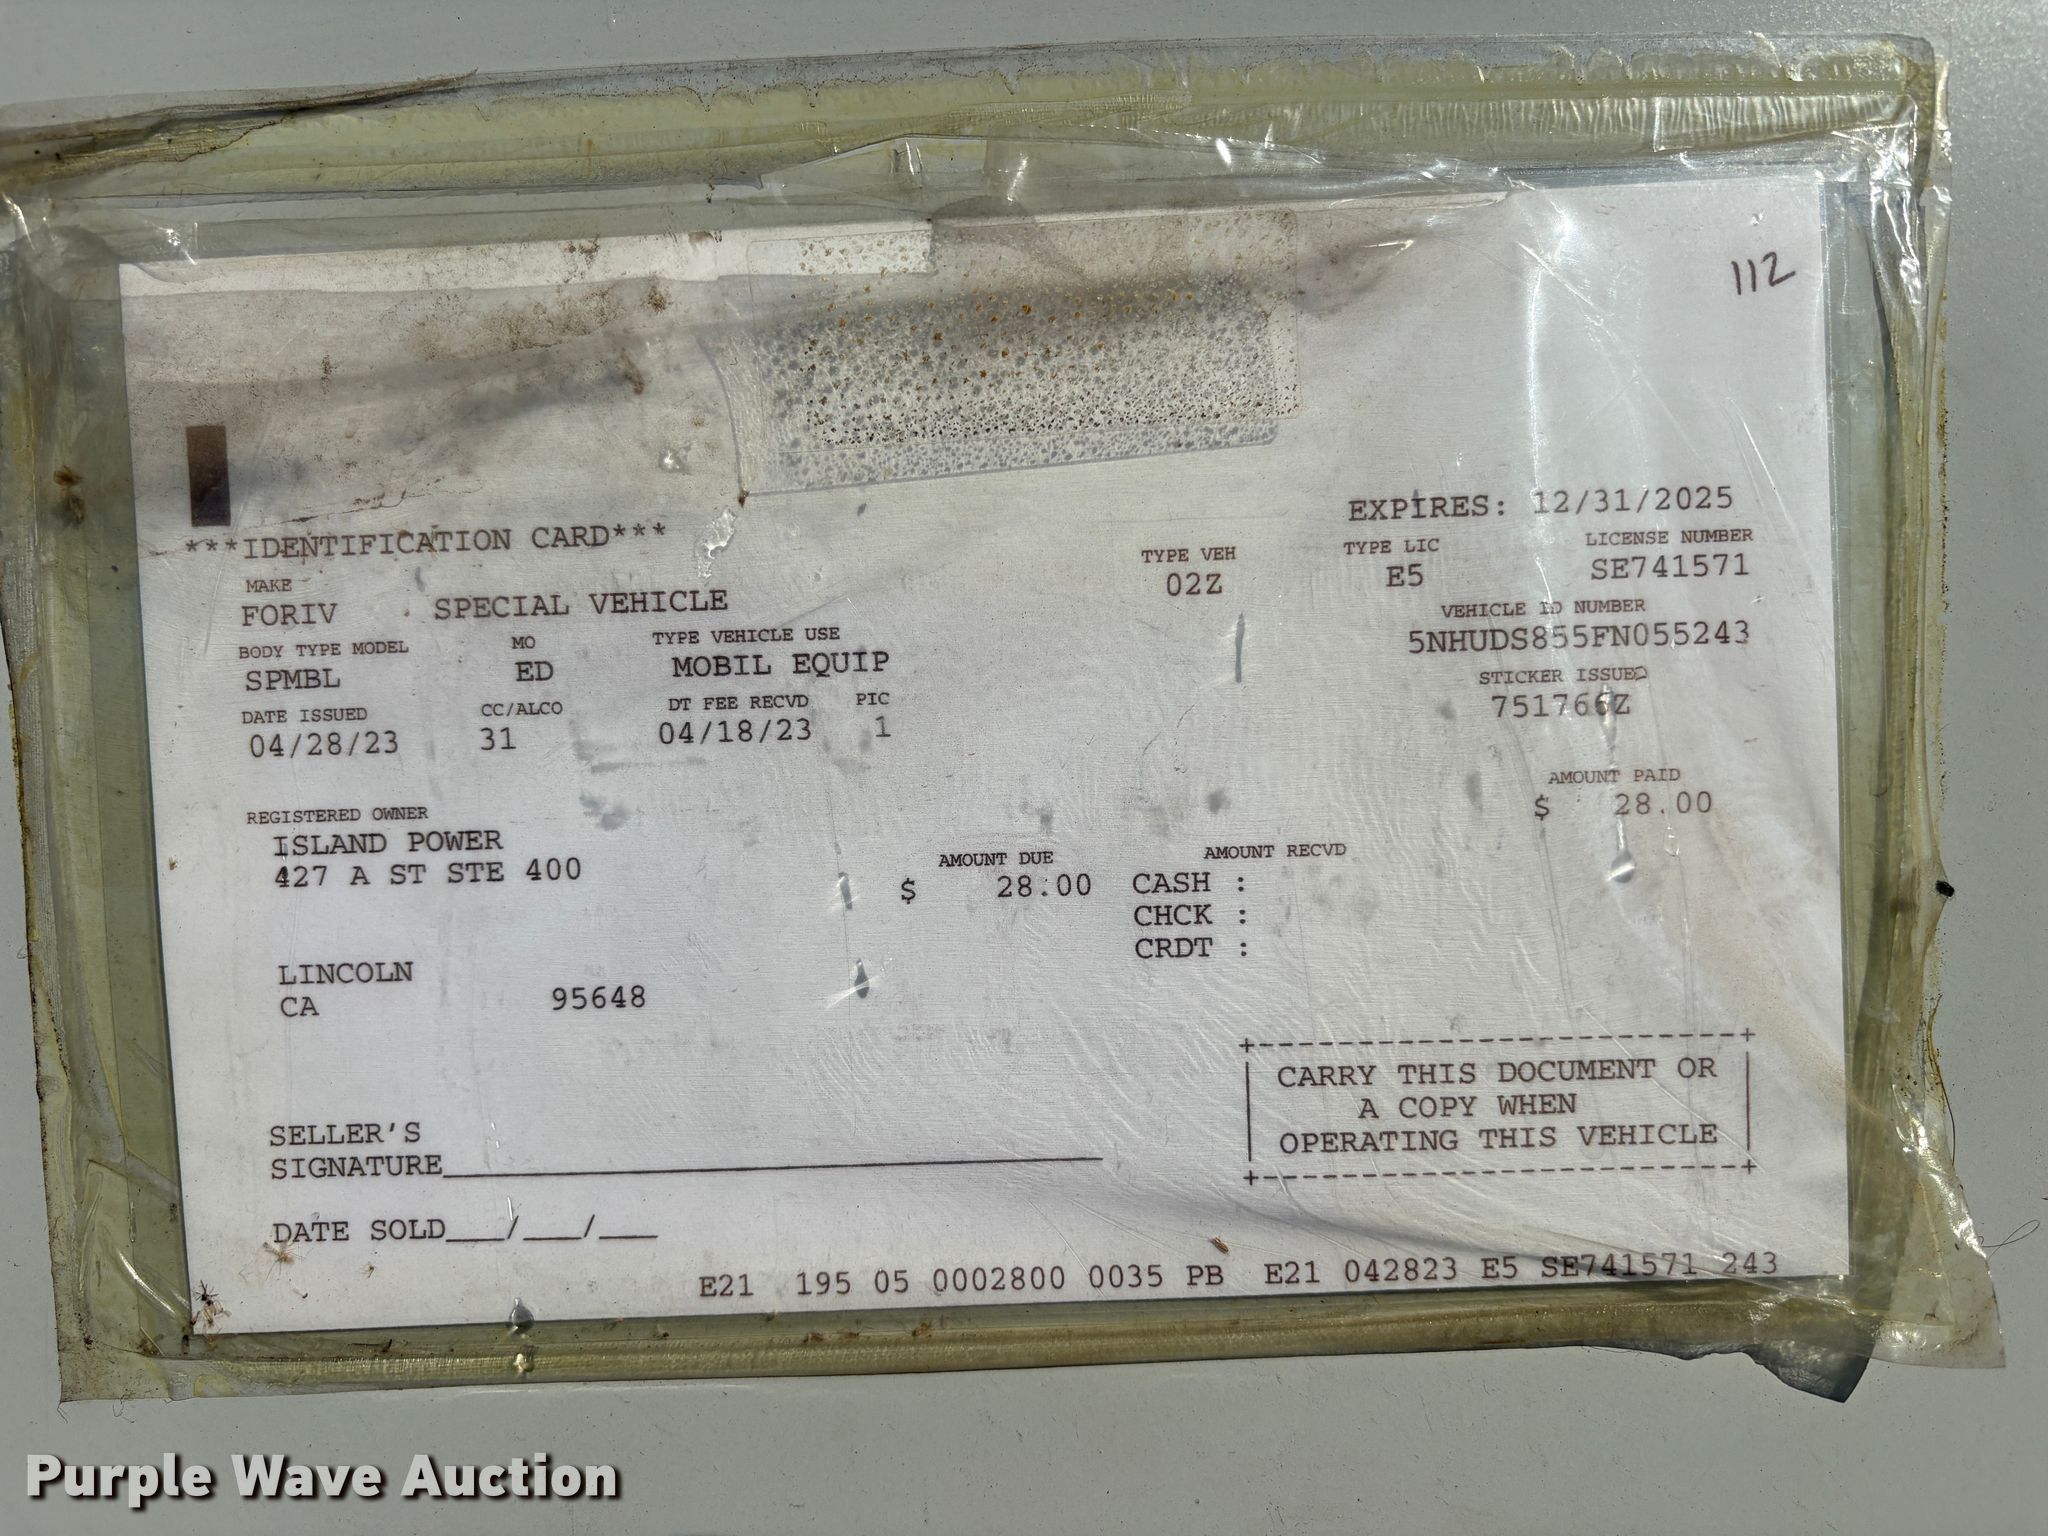 112
EXPIRES: 12/31/2025
***IDENTIFICATION CARD***
TYPE VEH TYPE LIC LICENSE NUMBER
02Z E5 SE741571
MAKE
FORIV SPECIAL VEHICLE
VEHICLE ID NUMBER
5NHUDS855FN055243
BODY TYPE MODEL MO TYPE VEHICLE USE
SPMBL ED MOBIL EQUIP
STICKER ISSUED
751766Z
DATE ISSUED CC/ALCO DT FEE RECVD PIC
04/28/23 31 04/18/23 1
AMOUNT PAID
$ 28.00
REGISTERED OWNER
ISLAND POWER
427 A ST STE 400
AMOUNT DUE AMOUNT RECVD
$ 28.00 CASH :
CHCK :
CRDT :
LINCOLN
CA 95648
CARRY THIS DOCUMENT OR
A COPY WHEN
OPERATING THIS VEHICLE
SELLER'S
SIGNATURE
DATE SOLD___/___/___
E21 195 05 0002800 0035 PB E21 042823 E5 SE741571 243
Purple Wave Auction